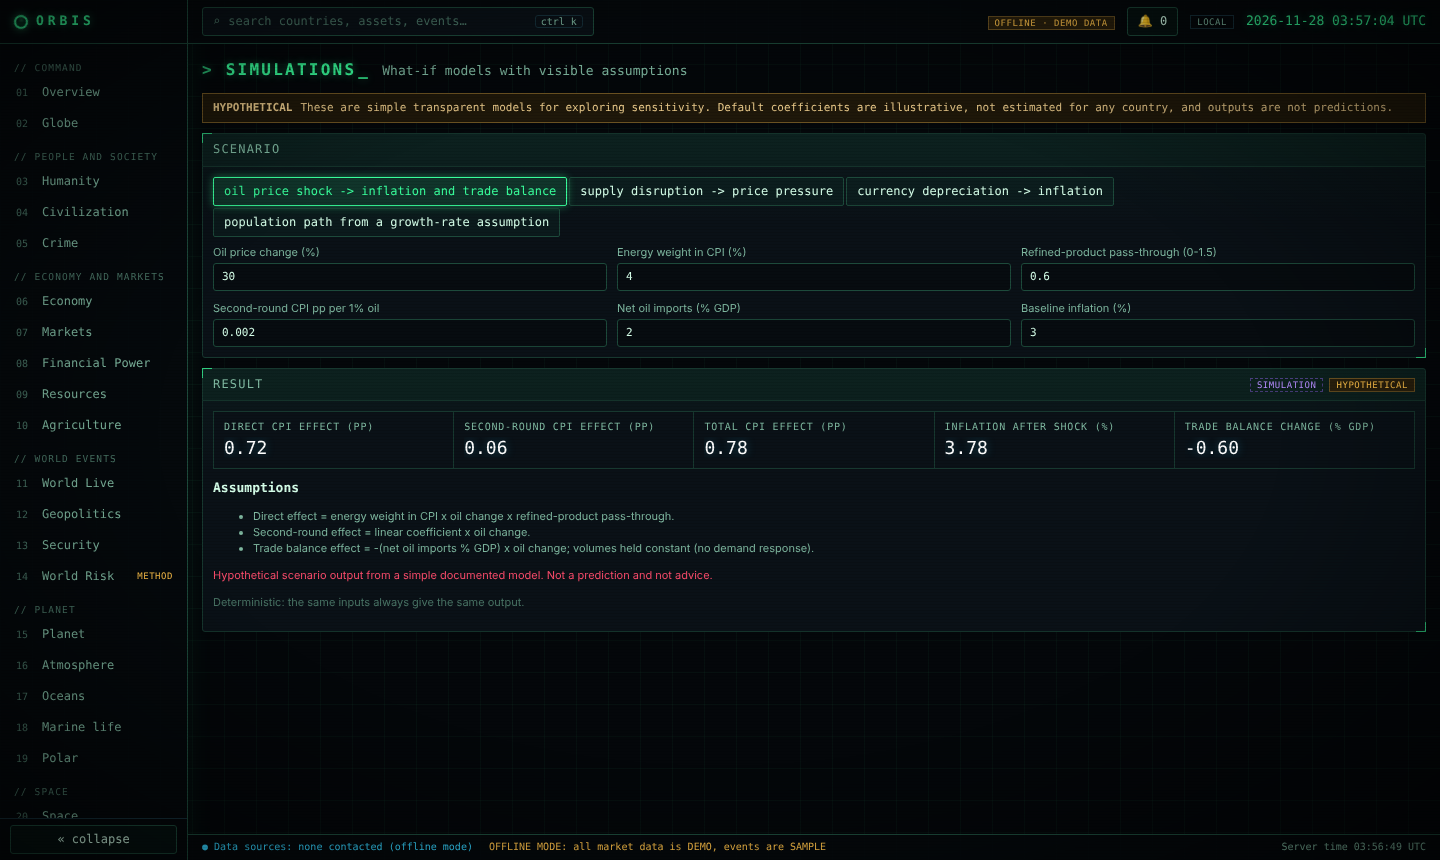 ORBIS
search countries, assets, events…
ctrl k
OFFLINE · DEMO DATA
0
LOCAL
2026-11-28 03:57:04 UTC
// COMMAND
01 Overview
02 Globe
// PEOPLE AND SOCIETY
03 Humanity
04 Civilization
05 Crime
// ECONOMY AND MARKETS
06 Economy
07 Markets
08 Financial Power
09 Resources
10 Agriculture
// WORLD EVENTS
11 World Live
12 Geopolitics
13 Security
14 World Risk METHOD
// PLANET
15 Planet
16 Atmosphere
17 Oceans
18 Marine life
19 Polar
// SPACE
20 Space
« collapse
> SIMULATIONS_ What-if models with visible assumptions
HYPOTHETICAL These are simple transparent models for exploring sensitivity. Default coefficients are illustrative, not estimated for any country, and outputs are not predictions.
SCENARIO
oil price shock -> inflation and trade balance
supply disruption -> price pressure
currency depreciation -> inflation
population path from a growth-rate assumption
Oil price change (%)
30
Energy weight in CPI (%)
4
Refined-product pass-through (0-1.5)
0.6
Second-round CPI pp per 1% oil
0.002
Net oil imports (% GDP)
2
Baseline inflation (%)
3
RESULT
SIMULATION
HYPOTHETICAL
DIRECT CPI EFFECT (PP)
0.72
SECOND-ROUND CPI EFFECT (PP)
0.06
TOTAL CPI EFFECT (PP)
0.78
INFLATION AFTER SHOCK (%)
3.78
TRADE BALANCE CHANGE (% GDP)
-0.60
Assumptions
• Direct effect = energy weight in CPI x oil change x refined-product pass-through.
• Second-round effect = linear coefficient x oil change.
• Trade balance effect = -(net oil imports % GDP) x oil change; volumes held constant (no demand response).
Hypothetical scenario output from a simple documented model. Not a prediction and not advice.
Deterministic: the same inputs always give the same output.
● Data sources: none contacted (offline mode)
OFFLINE MODE: all market data is DEMO, events are SAMPLE
Server time 03:56:49 UTC